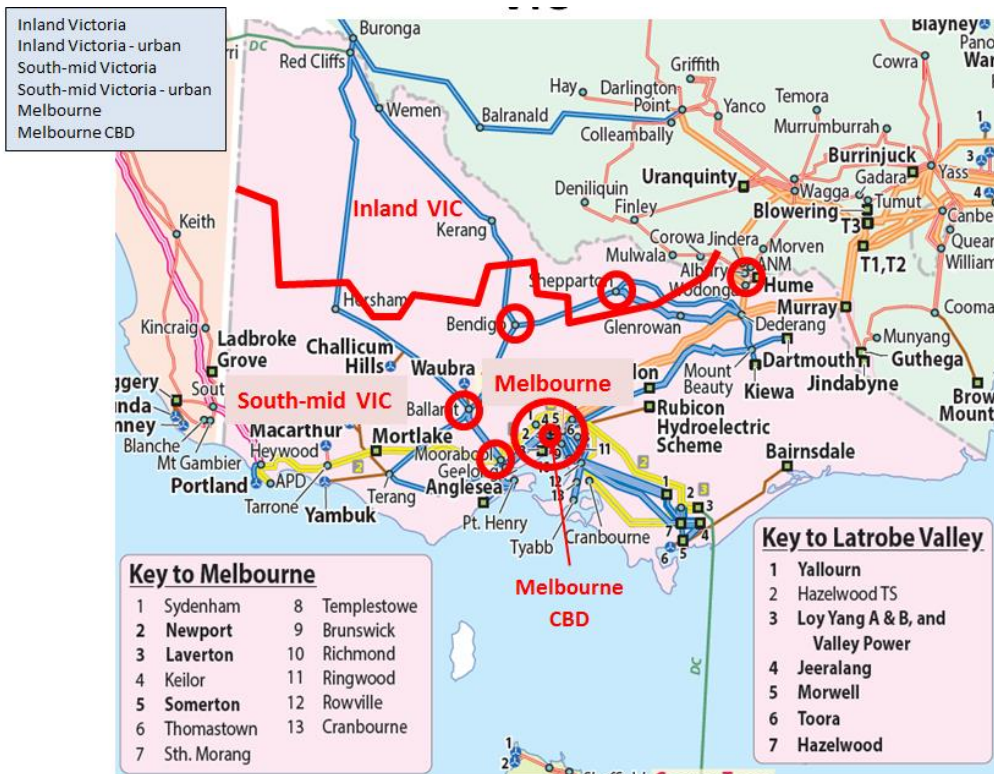 Inland Victoria
Inland Victoria - urban
South-mid Victoria
South-mid Victoria - urban
Melbourne
Melbourne CBD
DC
Buronga
Red Cliffs
Wemen
Balranald
Hay
Darlington
Point
Griffith
Yanco
Colleambally
Temora
Murrumburrah
Cowra
Blayney
Burrinjuck
Yass
Uranquinty
Wagga
Gadara
Tumut
Blowering
T3
T1,T2
Deniliquin
Finley
Corowa
Jindera
Morven
Mulwala
Albury
ANM
Wodonga
Hume
Murray
Cooma
Munyang
Guthega
Jindabyne
Inland VIC
Kerang
Keith
Kincraig
Ladbroke
Grove
South
Blanche
Mt Gambier
Horsham
Bendigo
Shepparton
Glenrowan
Dederang
Mount
Beauty
Dartmouth
Kiewa
Challicum
Hills
Waubra
Melbourne
South-mid VIC
Ballarat
Rubicon
Hydroelectric
Scheme
Bairnsdale
Macarthur
Heywood
Mortlake
Moorabool
Geelong
Anglesea
Portland
APD
Tarrone
Yambuk
Terang
Pt. Henry
Tyabb
Cranbourne
Melbourne
CBD
Key to Melbourne
1 Sydenham
2 Newport
3 Laverton
4 Keilor
5 Somerton
6 Thomastown
7 Sth. Morang
8 Templestowe
9 Brunswick
10 Richmond
11 Ringwood
12 Rowville
13 Cranbourne
Key to Latrobe Valley
1 Yallourn
2 Hazelwood TS
3 Loy Yang A & B, and
Valley Power
4 Jeeralang
5 Morwell
6 Toora
7 Hazelwood
DC
1
2